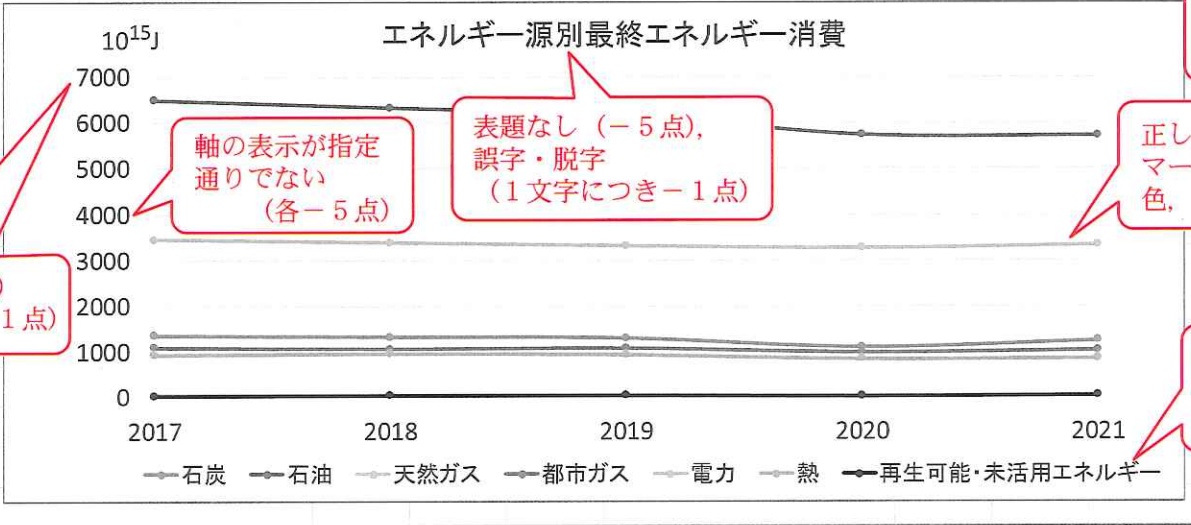 エネルギー源別最終エネルギー消費
10¹⁵J
7000
6000
5000
4000
3000
2000
1000
0
軸の表示が指定
通りでない
(各－5点)
表題なし（－5点），
誤字・脱字
（1文字につき－1点）
正し
マー
色，
1点）
2017 2018 2019 2020 2021
石炭 石油 天然ガス 都市ガス 電力 熱 再生可能・未活用エネルギー